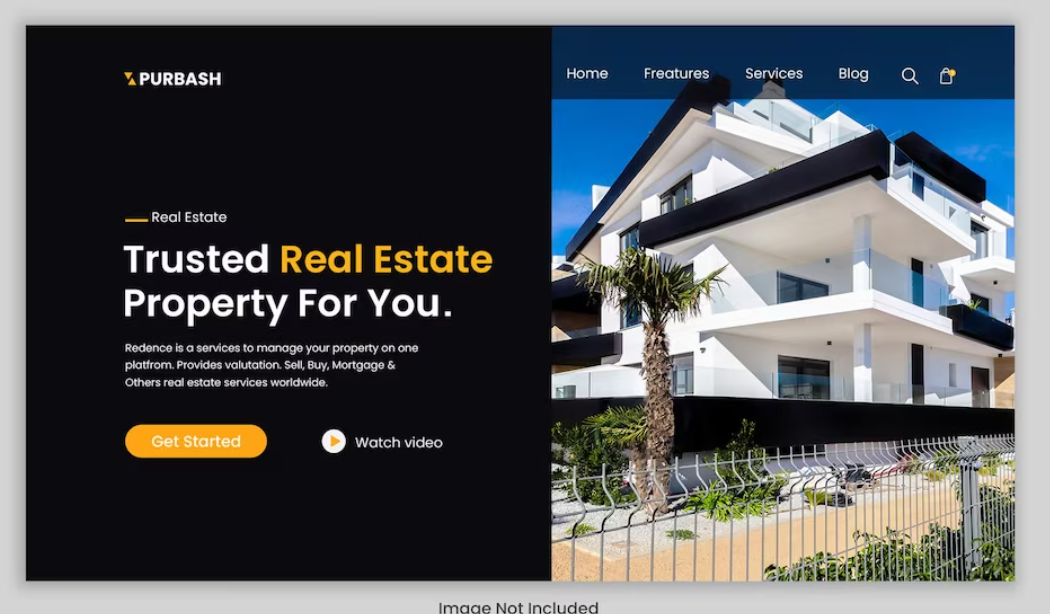 PURBASH
Home Freatures Services Blog
Real Estate
Trusted Real Estate
Property For You.
Redence is a services to manage your property on one
platfrom. Provides valutation. Sell, Buy, Mortgage &
Others real estate services worldwide.
Get Started
Watch video
Image Not Included